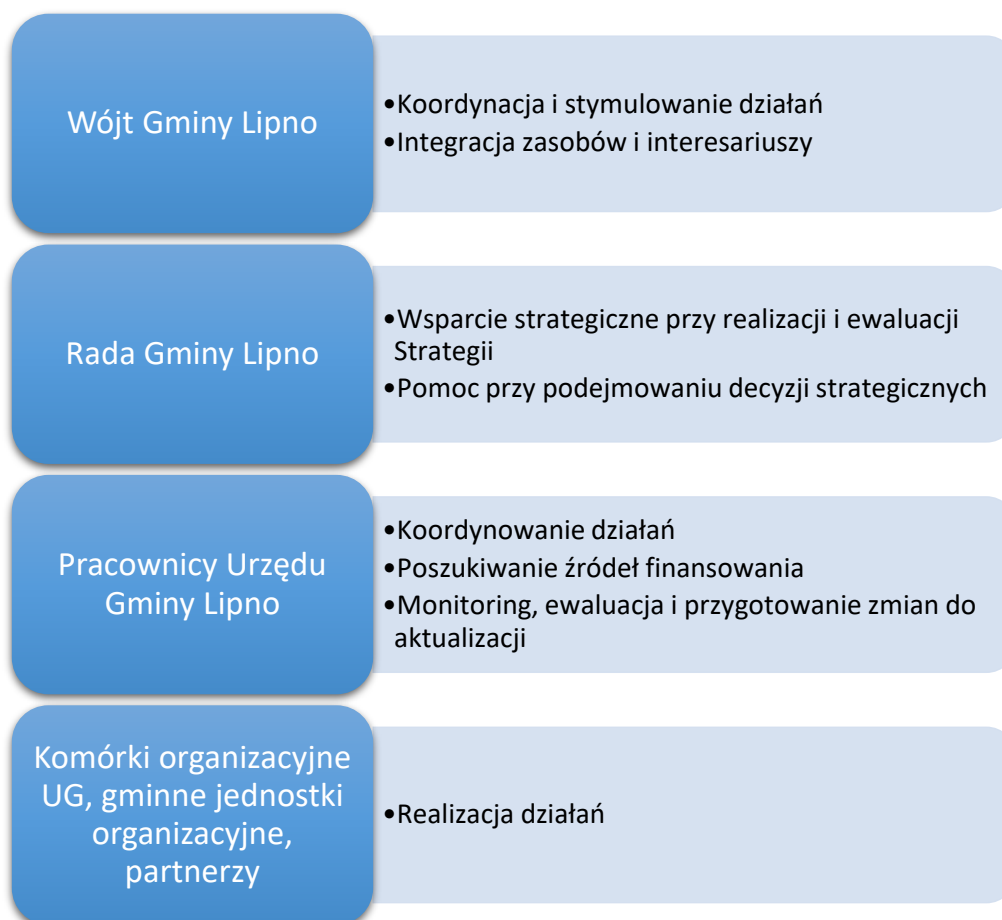 Wójt Gminy Lipno
•Koordynacja i stymulowanie działań
•Integracja zasobów i interesariuszy
Rada Gminy Lipno
•Wsparcie strategiczne przy realizacji i ewaluacji
Strategii
•Pomoc przy podejmowaniu decyzji strategicznych
Pracownicy Urzędu
Gminy Lipno
•Koordynowanie działań
•Poszukiwanie źródeł finansowania
•Monitoring, ewaluacja i przygotowanie zmian do
aktualizacji
Komórki organizacyjne
UG, gminne jednostki
organizacyjne,
partnerzy
•Realizacja działań